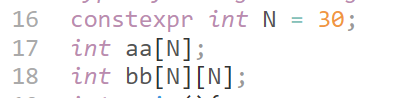 16 constexpr int N = 30;
17 int aa[N];
18 int bb[N][N];